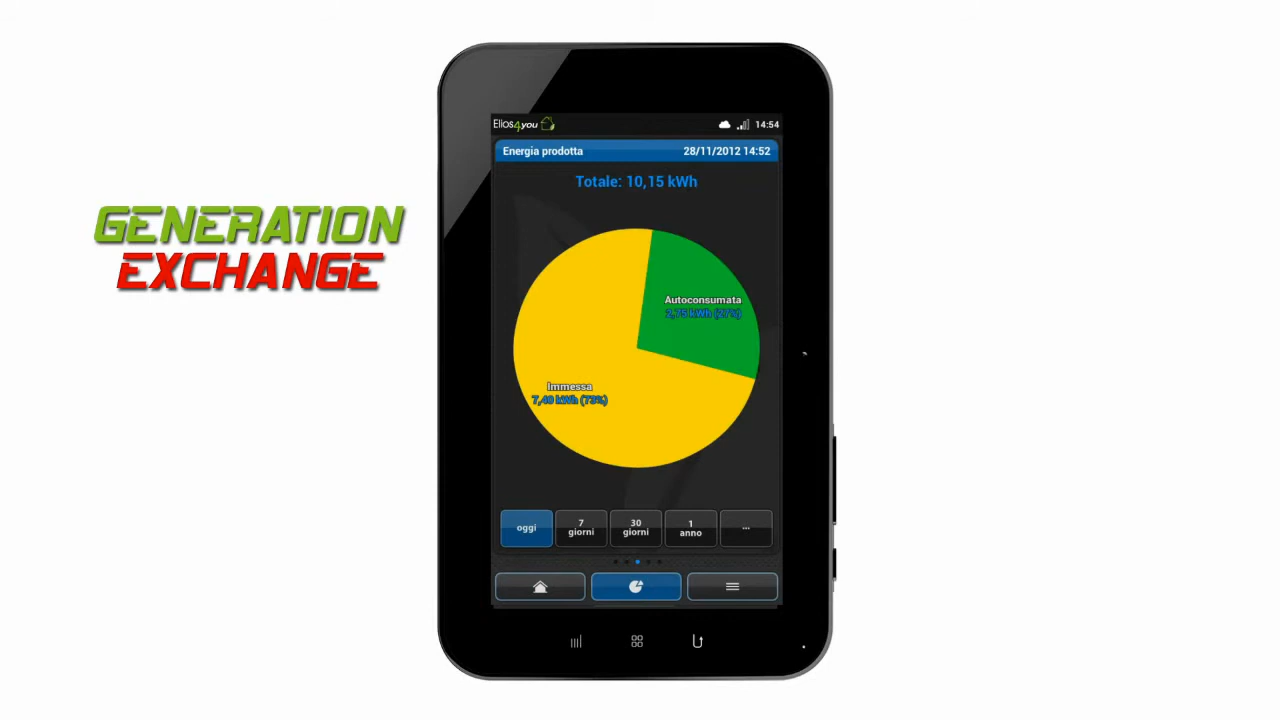 Elios4you
14:54
Energia prodotta
28/11/2012 14:52
Totale: 10,15 kWh
GENERATION
EXCHANGE
Autoconsumata
2,75 kWh (27%)
Immessa
7,40 kWh (73%)
oggi
7
giorni
30
giorni
1
anno
...